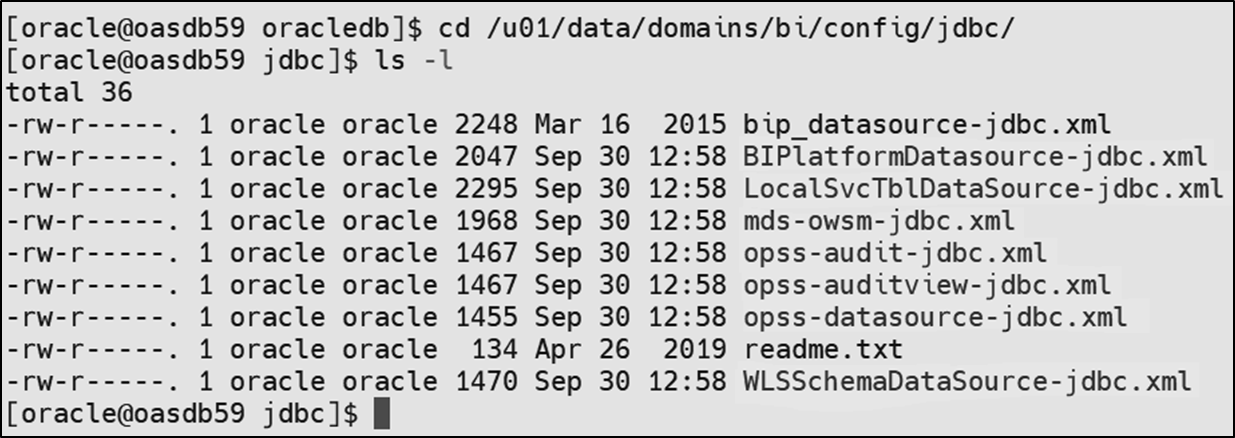 [oracle@oasdb59 oracledb]$ cd /u01/data/domains/bi/config/jdbc/
[oracle@oasdb59 jdbc]$ ls -l
total 36
-rw-r-----. 1 oracle oracle 2248 Mar 16  2015 bip_datasource-jdbc.xml
-rw-r-----. 1 oracle oracle 2047 Sep 30 12:58 BIPlatformDatasource-jdbc.xml
-rw-r-----. 1 oracle oracle 2295 Sep 30 12:58 LocalSvcTblDataSource-jdbc.xml
-rw-r-----. 1 oracle oracle 1968 Sep 30 12:58 mds-owsm-jdbc.xml
-rw-r-----. 1 oracle oracle 1467 Sep 30 12:58 opss-audit-jdbc.xml
-rw-r-----. 1 oracle oracle 1467 Sep 30 12:58 opss-auditview-jdbc.xml
-rw-r-----. 1 oracle oracle 1455 Sep 30 12:58 opss-datasource-jdbc.xml
-rw-r-----. 1 oracle oracle  134 Apr 26  2019 readme.txt
-rw-r-----. 1 oracle oracle 1470 Sep 30 12:58 WLSSchemaDataSource-jdbc.xml
[oracle@oasdb59 jdbc]$